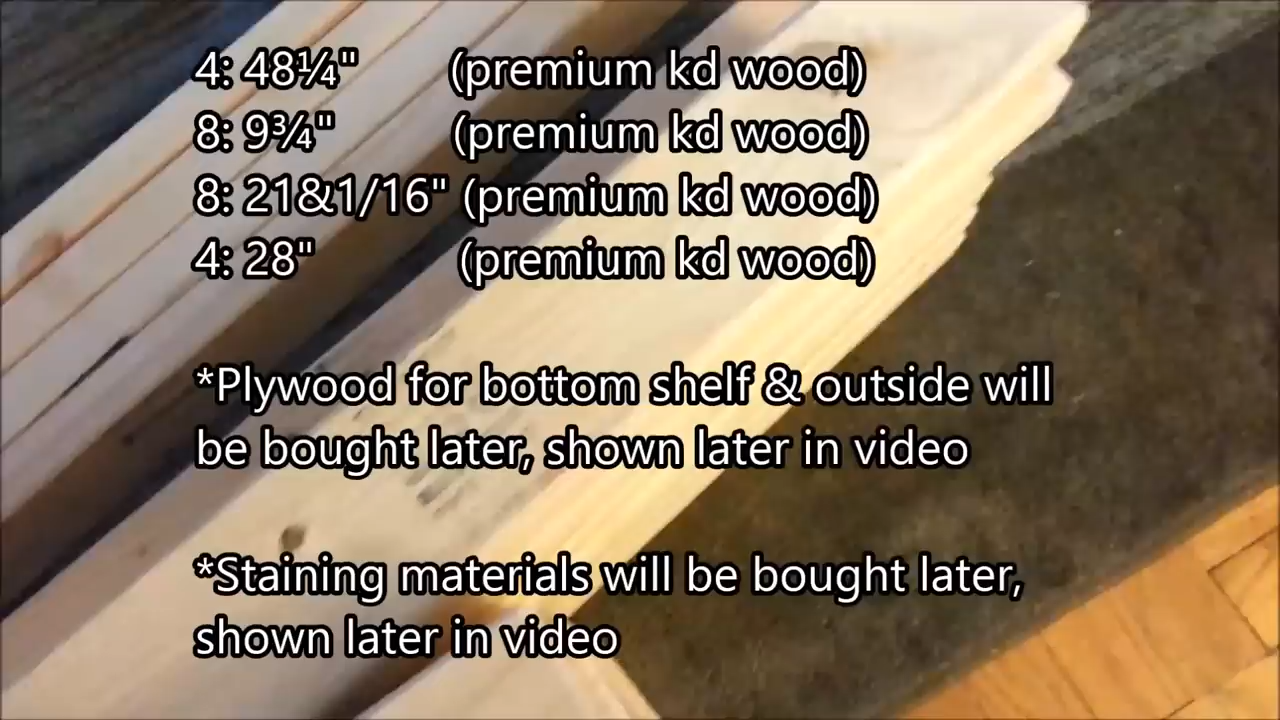 4: 48¼" (premium kd wood)
8: 9¾" (premium kd wood)
8: 21&1/16" (premium kd wood)
4: 28" (premium kd wood)
*Plywood for bottom shelf & outside will
be bought later, shown later in video
*Staining materials will be bought later,
shown later in video